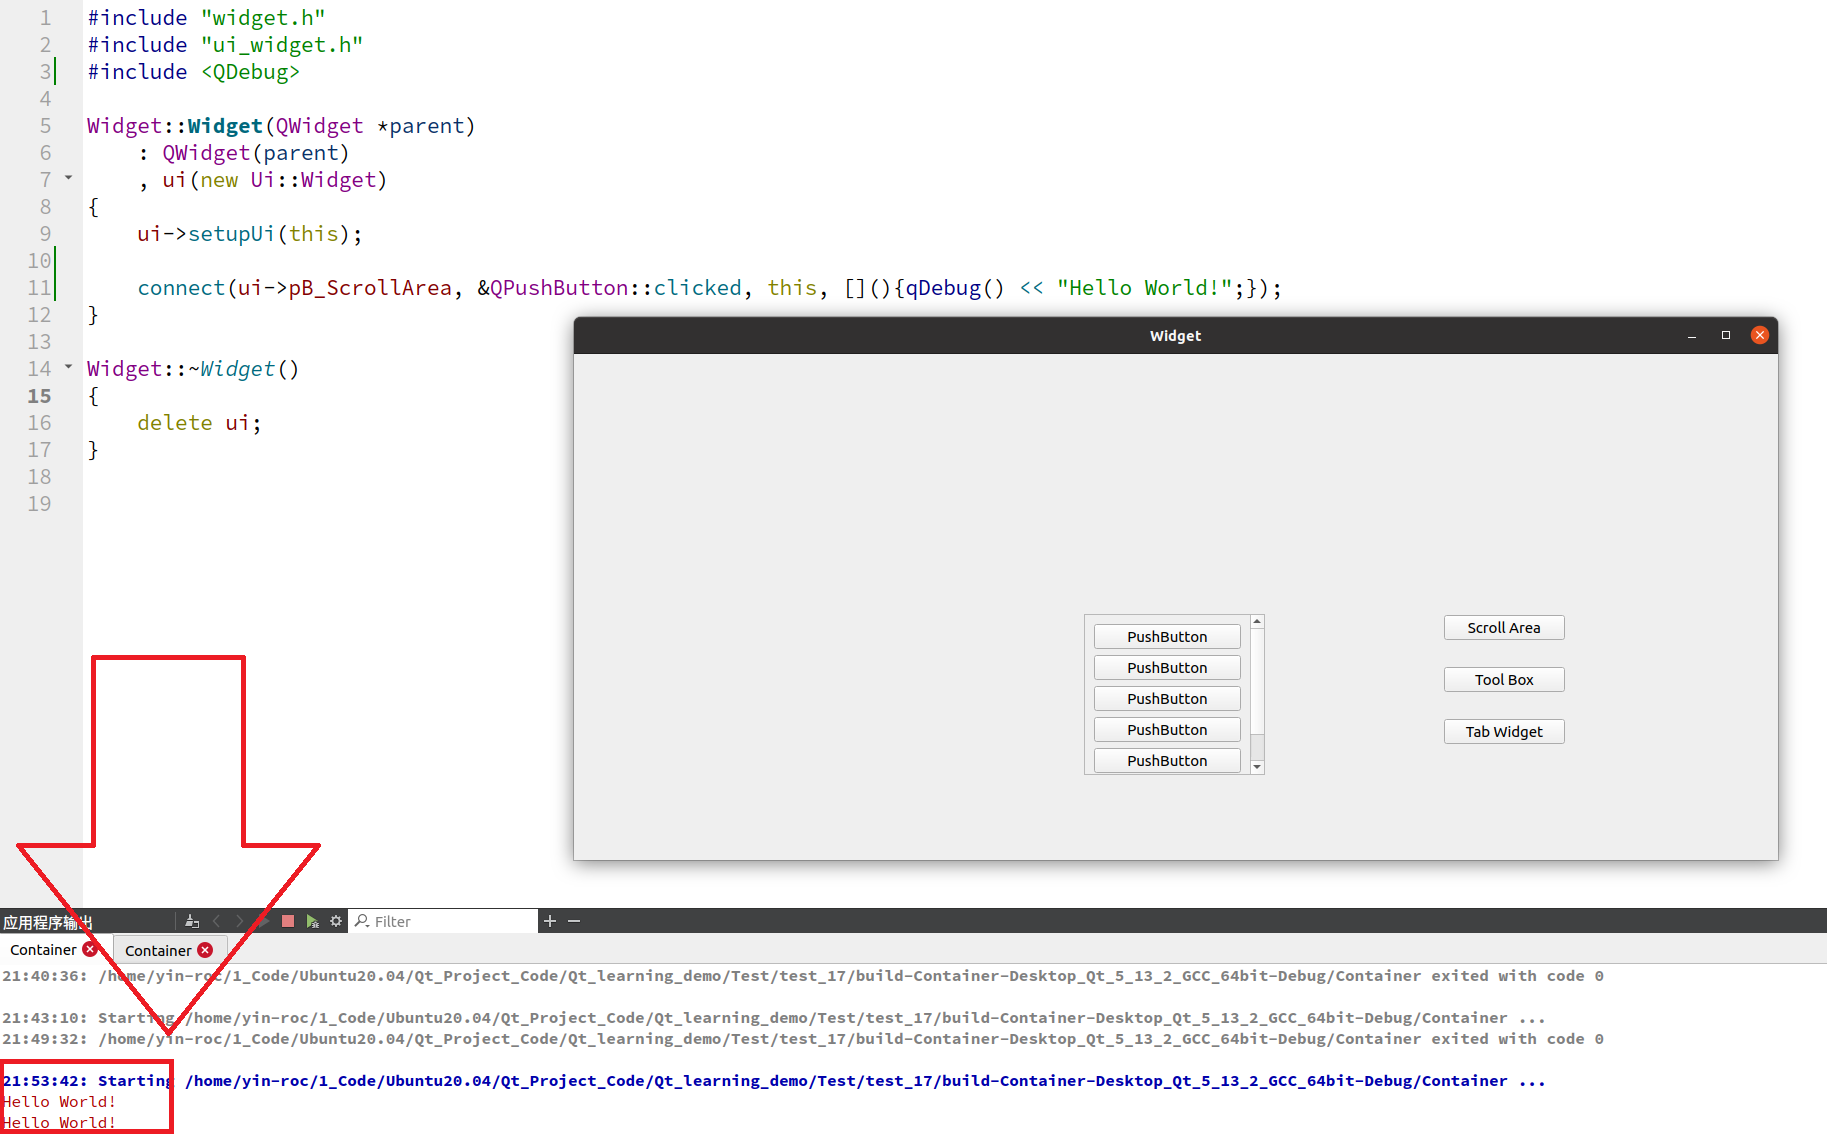 1 #include "widget.h"
2 #include "ui_widget.h"
3 #include <QDebug>
4
5 Widget::Widget(QWidget *parent)
6     : QWidget(parent)
7     , ui(new Ui::Widget)
8 {
9     ui->setupUi(this);
10
11     connect(ui->pB_ScrollArea, &QPushButton::clicked, this, [](){qDebug() << "Hello World!";});
12 }
13
14 Widget::~Widget()
15 {
16     delete ui;
17 }
18
19
Widget
PushButton
PushButton
PushButton
PushButton
PushButton
Scroll Area
Tool Box
Tab Widget
应用程序输出 Filter
Container Container
21:40:36: /home/yin-roc/1_Code/Ubuntu20.04/Qt_Project_Code/Qt_learning_demo/Test/test_17/build-Container-Desktop_Qt_5_13_2_GCC_64bit-Debug/Container exited with code 0
21:43:10: Starting /home/yin-roc/1_Code/Ubuntu20.04/Qt_Project_Code/Qt_learning_demo/Test/test_17/build-Container-Desktop_Qt_5_13_2_GCC_64bit-Debug/Container ...
21:49:32: /home/yin-roc/1_Code/Ubuntu20.04/Qt_Project_Code/Qt_learning_demo/Test/test_17/build-Container-Desktop_Qt_5_13_2_GCC_64bit-Debug/Container exited with code 0
21:53:42: Starting /home/yin-roc/1_Code/Ubuntu20.04/Qt_Project_Code/Qt_learning_demo/Test/test_17/build-Container-Desktop_Qt_5_13_2_GCC_64bit-Debug/Container ...
Hello World!
Hello World!